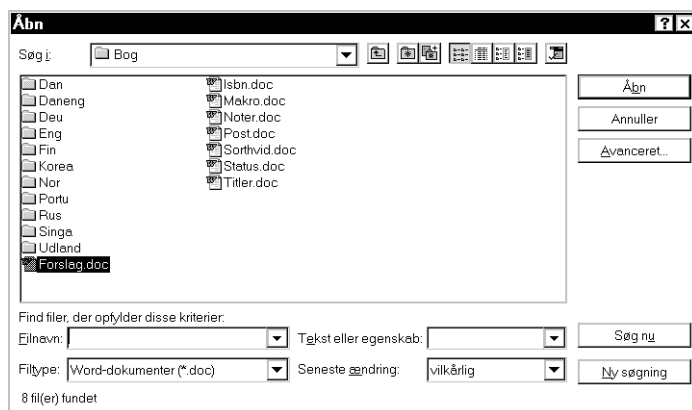 Åbn
Søg i: Bog
Dan
Daneng
Deu
Eng
Fin
Korea
Nor
Portu
Rus
Singa
Udland
Forslag.doc
Isbn.doc
Makro.doc
Noter.doc
Post.doc
Sorthvid.doc
Status.doc
Titler.doc
Åbn
Annuller
Avanceret...
Find filer, der opfylder disse kriterier:
Filnavn: Tekst eller egenskab: Søg nu
Filtype: Word-dokumenter (*.doc) Seneste ændring: vilkårlig Ny søgning
8 fil(er) fundet